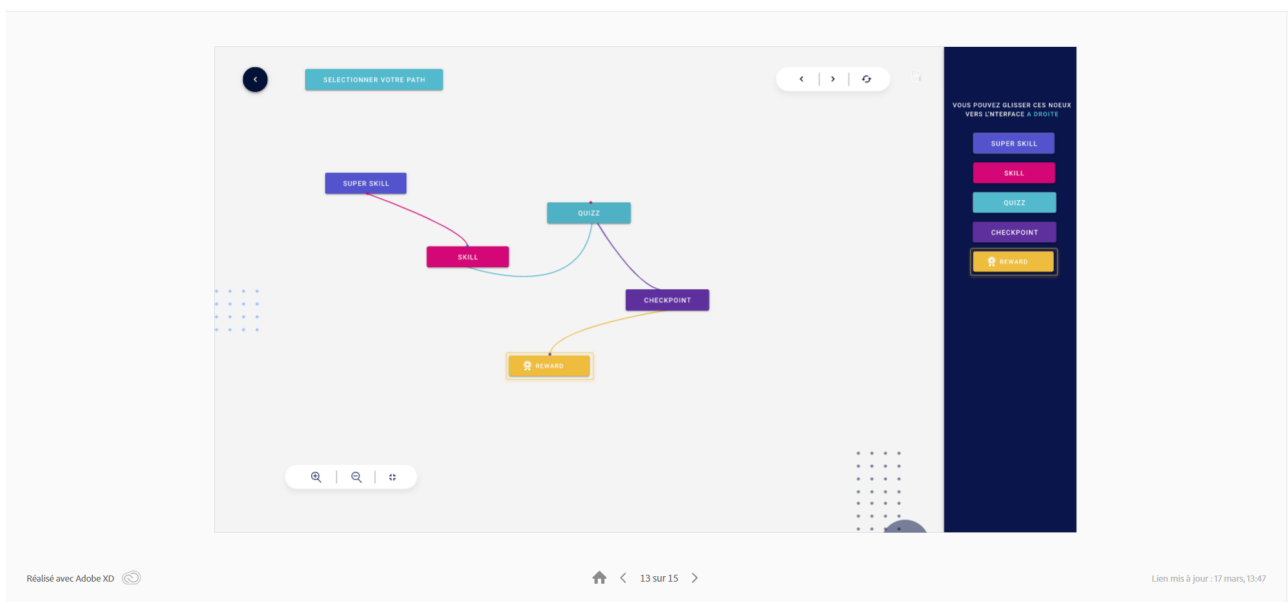 SELECTIONNER VOTRE PATH
VOUS POUVEZ GLISSER CES NOEUX
VERS L'NTERFACE A DROITE
SUPER SKILL
SKILL
QUIZZ
CHECKPOINT
REWARD
SUPER SKILL
QUIZZ
SKILL
CHECKPOINT
REWARD
Réalisé avec Adobe XD
13 sur 15
Lien mis à jour : 17 mars, 13:47